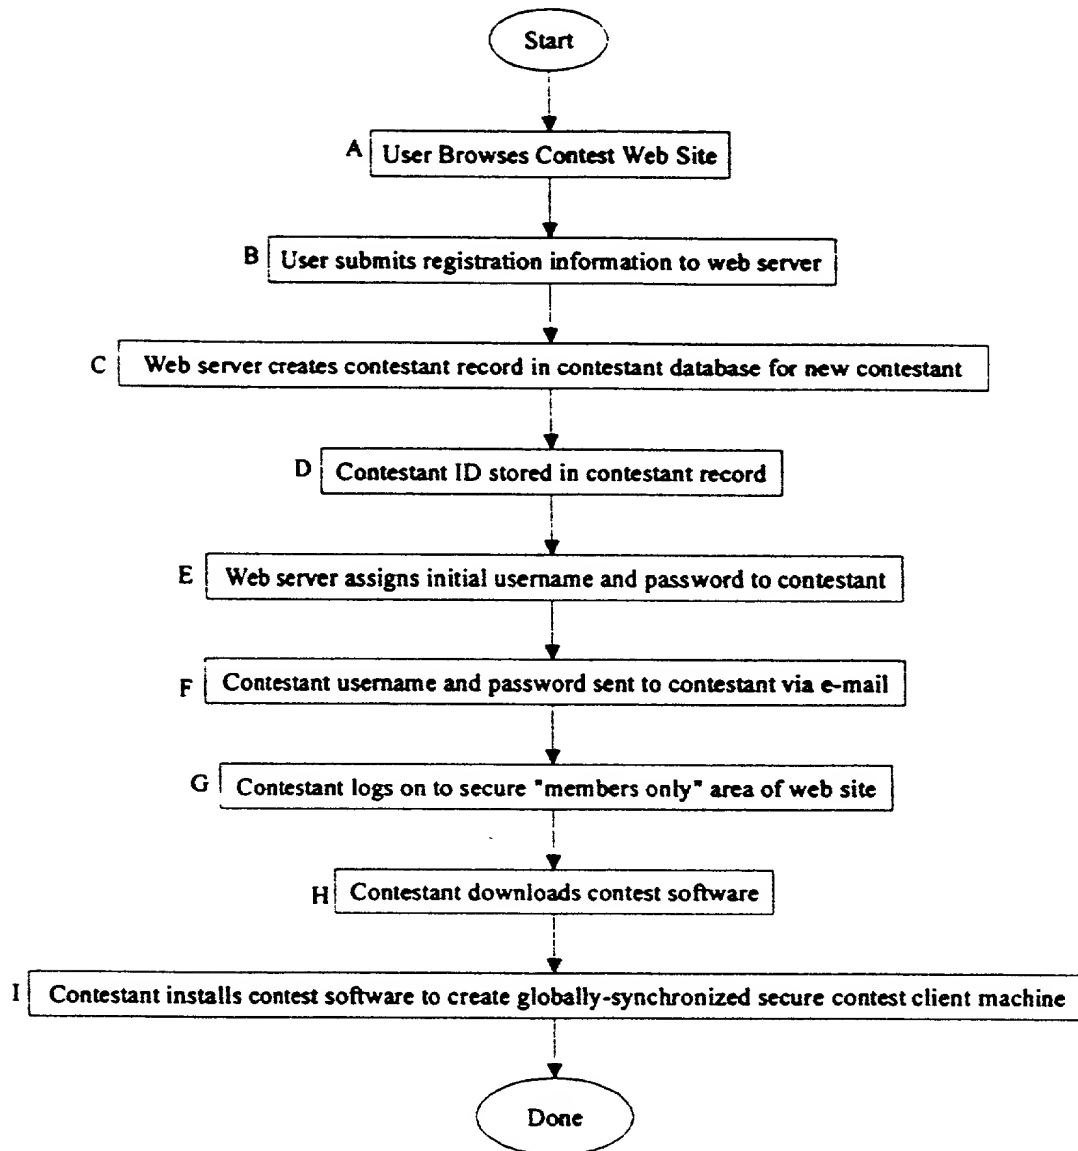 Start
A User Browses Contest Web Site
B User submits registration information to web server
C Web server creates contestant record in contestant database for new contestant
D Contestant ID stored in contestant record
E Web server assigns initial username and password to contestant
F Contestant username and password sent to contestant via e-mail
G Contestant logs on to secure "members only" area of web site
H Contestant downloads contest software
I Contestant installs contest software to create globally-synchronized secure contest client machine
Done